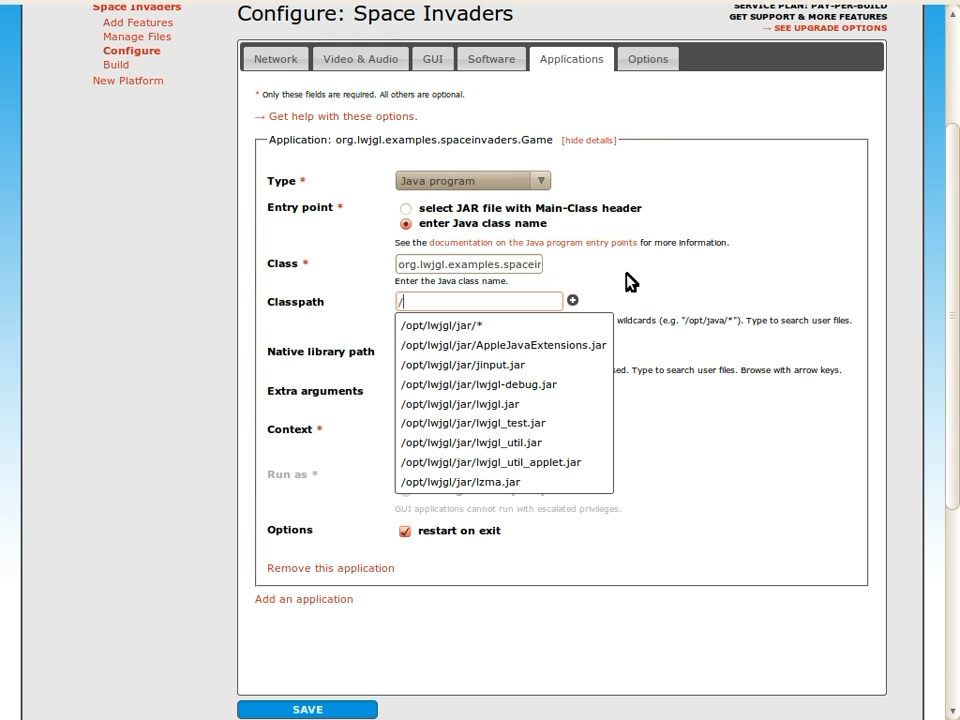 Space Invaders
Add Features
Manage Files
Configure
Build
New Platform
Configure: Space Invaders
SERVICE PLAN: PAY-PER-BUILD
GET SUPPORT & MORE FEATURES
→ SEE UPGRADE OPTIONS
Network
Video & Audio
GUI
Software
Applications
Options
* Only these fields are required. All others are optional.
→ Get help with these options.
Application: org.lwjgl.examples.spaceinvaders.Game [hide details]
Type *
Java program
Entry point *
select JAR file with Main-Class header
enter Java class name
See the documentation on the Java program entry points for more information.
Class *
org.lwjgl.examples.spacein
Enter the Java class name.
Classpath
/
wildcards (e.g. "/opt/java/*"). Type to search user files.
/opt/lwjgl/jar/*
/opt/lwjgl/jar/AppleJavaExtensions.jar
/opt/lwjgl/jar/jinput.jar
/opt/lwjgl/jar/lwjgl-debug.jar
/opt/lwjgl/jar/lwjgl.jar
/opt/lwjgl/jar/lwjgl_test.jar
/opt/lwjgl/jar/lwjgl_util.jar
/opt/lwjgl/jar/lwjgl_util_applet.jar
/opt/lwjgl/jar/lzma.jar
Native library path
sed. Type to search user files. Browse with arrow keys.
Extra arguments
Context *
Run as *
GUI applications cannot run with escalated privileges.
Options
restart on exit
Remove this application
Add an application
SAVE